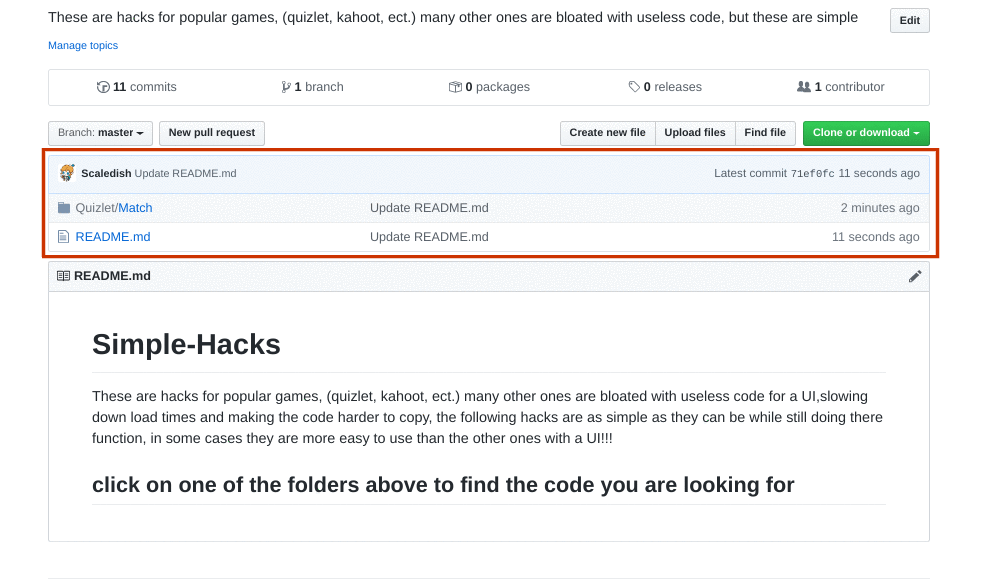 These are hacks for popular games, (quizlet, kahoot, ect.) many other ones are bloated with useless code, but these are simple
Edit
Manage topics
11 commits 1 branch 0 packages 0 releases 1 contributor
Branch: master New pull request Create new file Upload files Find file Clone or download
Scaledish Update README.md Latest commit 71ef0fc 11 seconds ago
Quizlet/Match Update README.md 2 minutes ago
README.md Update README.md 11 seconds ago
README.md
Simple-Hacks
These are hacks for popular games, (quizlet, kahoot, ect.) many other ones are bloated with useless code for a UI,slowing
down load times and making the code harder to copy, the following hacks are as simple as they can be while still doing there
function, in some cases they are more easy to use than the other ones with a UI!!!
click on one of the folders above to find the code you are looking for